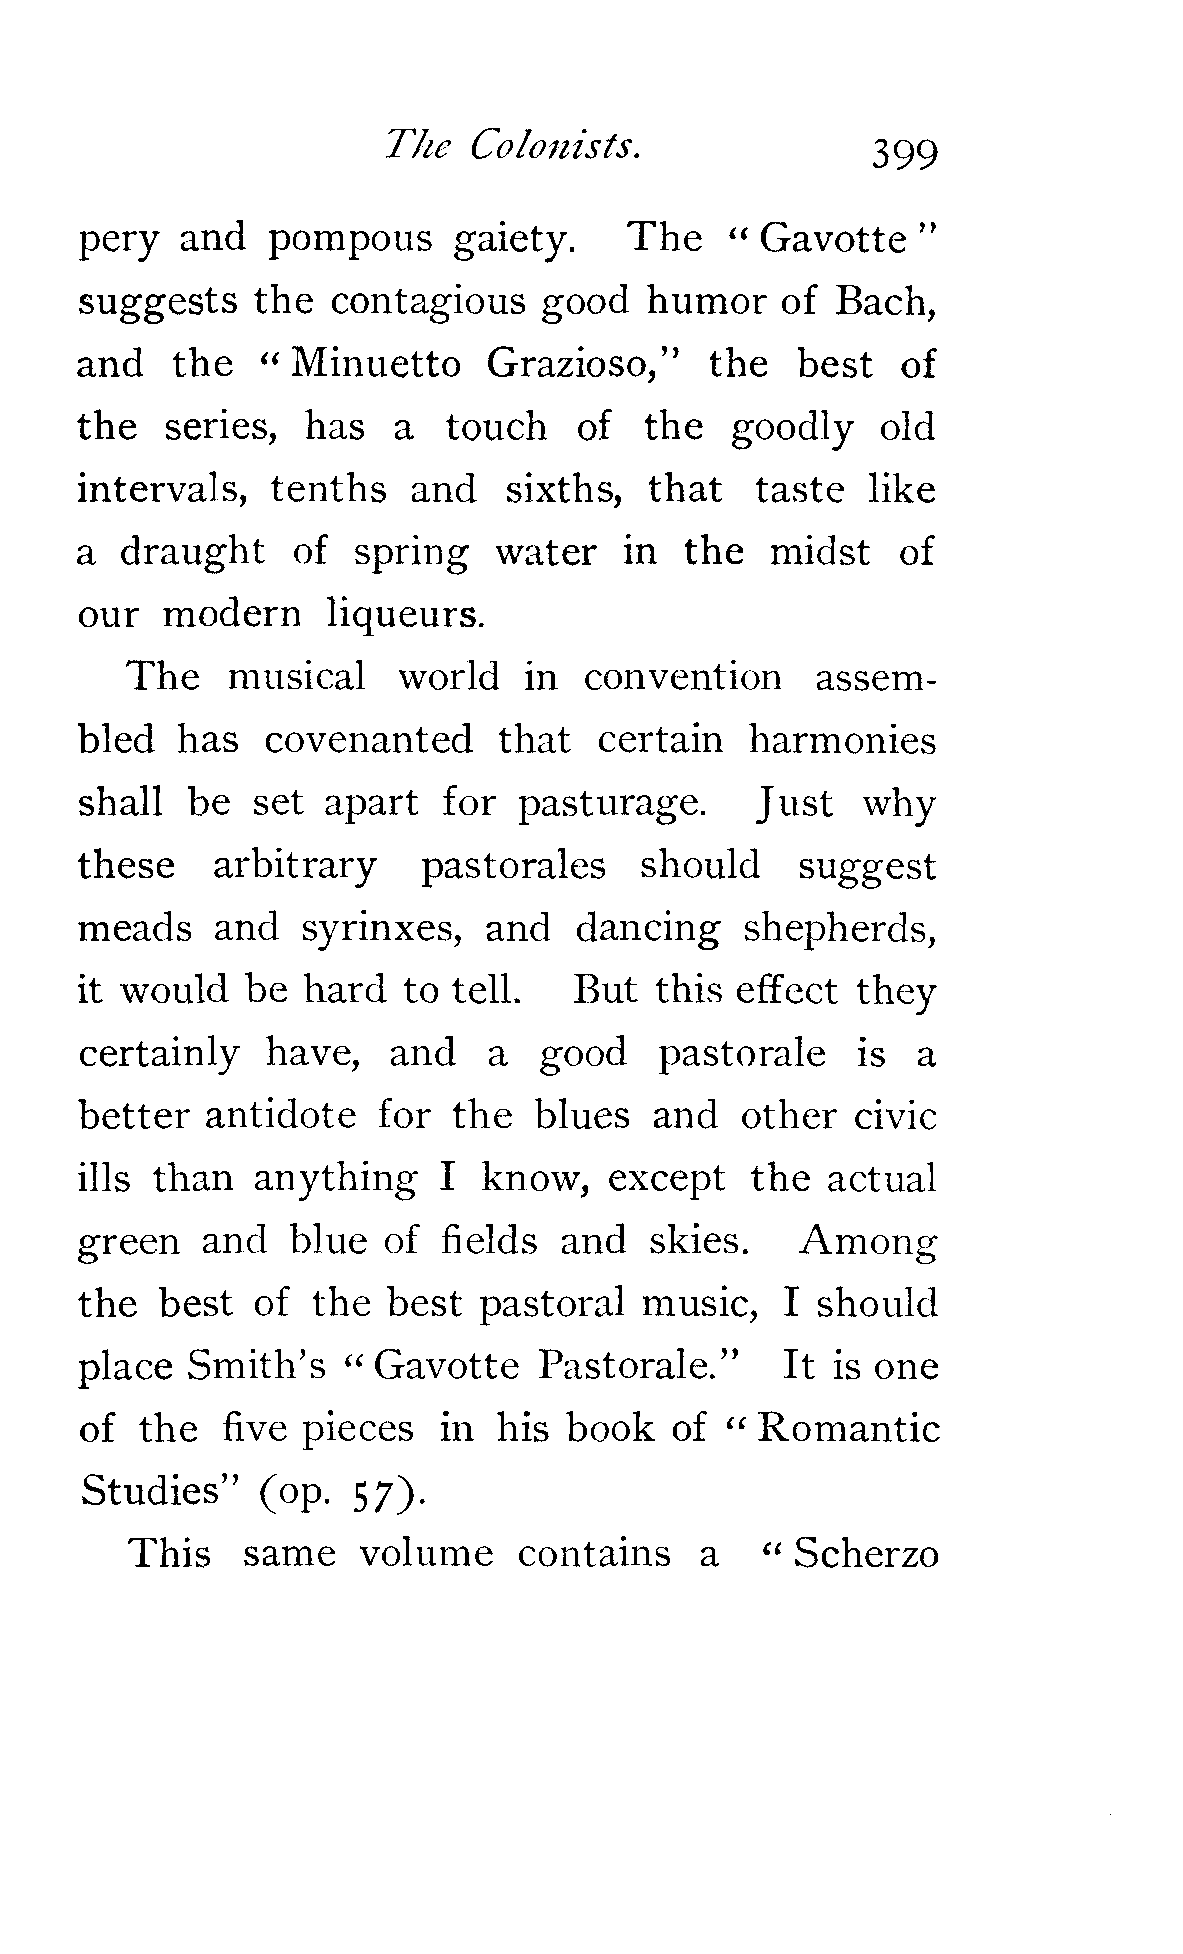 The Colonists. 399
pery and pompous gaiety. The “Gavotte”
suggests the contagious good humor of Bach,
and the “Minuetto Grazioso,” the best of
the series, has a touch of the goodly old
intervals, tenths and sixths, that taste like
a draught of spring water in the midst of
our modern liqueurs.
The musical world in convention assem-
bled has covenanted that certain harmonies
shall be set apart for pasturage. Just why
these arbitrary pastorales should suggest
meads and syrinxes, and dancing shepherds,
it would be hard to tell. But this effect they
certainly have, and a good pastorale is a
better antidote for the blues and other civic
ills than anything I know, except the actual
green and blue of fields and skies. Among
the best of the best pastoral music, I should
place Smith’s “Gavotte Pastorale.” It is one
of the five pieces in his book of “Romantic
Studies” (op. 57).
This same volume contains a “Scherzo